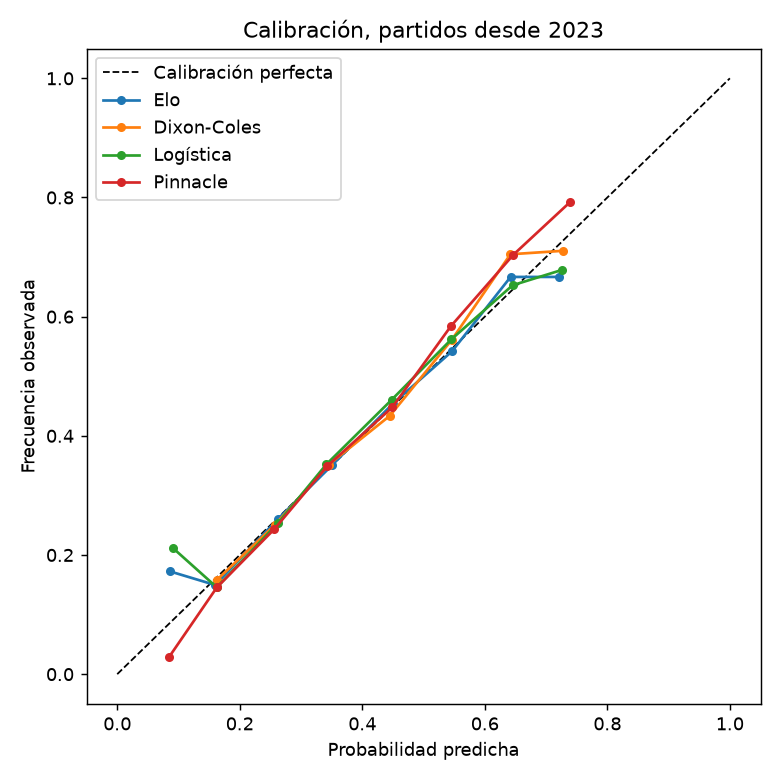 Calibración, partidos desde 2023
Calibración perfecta
Elo
Dixon-Coles
Logística
Pinnacle
Frecuencia observada
1.0
0.8
0.6
0.4
0.2
0.0
0.0 0.2 0.4 0.6 0.8 1.0
Probabilidad predicha